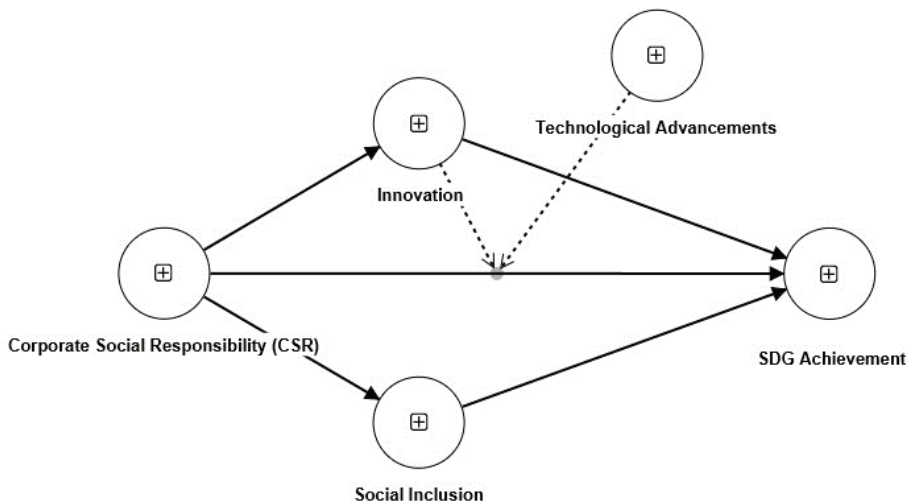 Technological Advancements
Innovation
Corporate Social Responsibility (CSR)
SDG Achievement
Social Inclusion